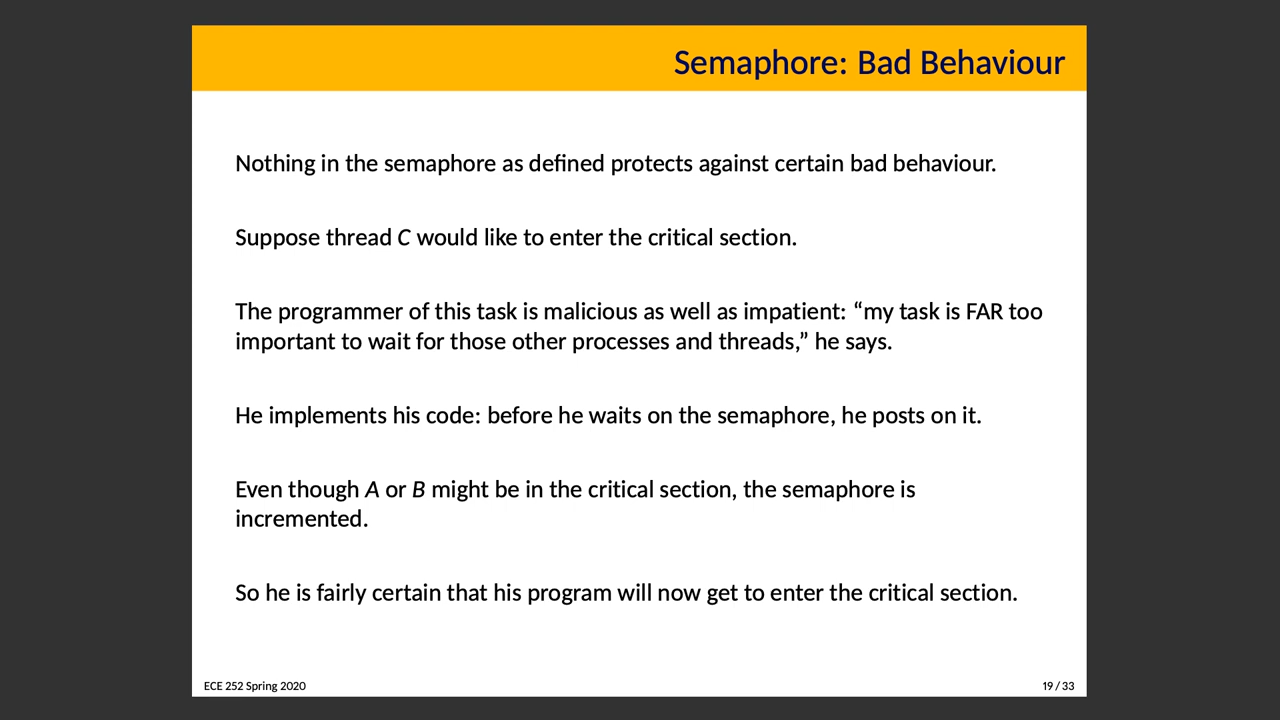 Semaphore: Bad Behaviour
Nothing in the semaphore as defined protects against certain bad behaviour.
Suppose thread C would like to enter the critical section.
The programmer of this task is malicious as well as impatient: “my task is FAR too
important to wait for those other processes and threads,” he says.
He implements his code: before he waits on the semaphore, he posts on it.
Even though A or B might be in the critical section, the semaphore is
incremented.
So he is fairly certain that his program will now get to enter the critical section.
ECE 252 Spring 2020
19 / 33